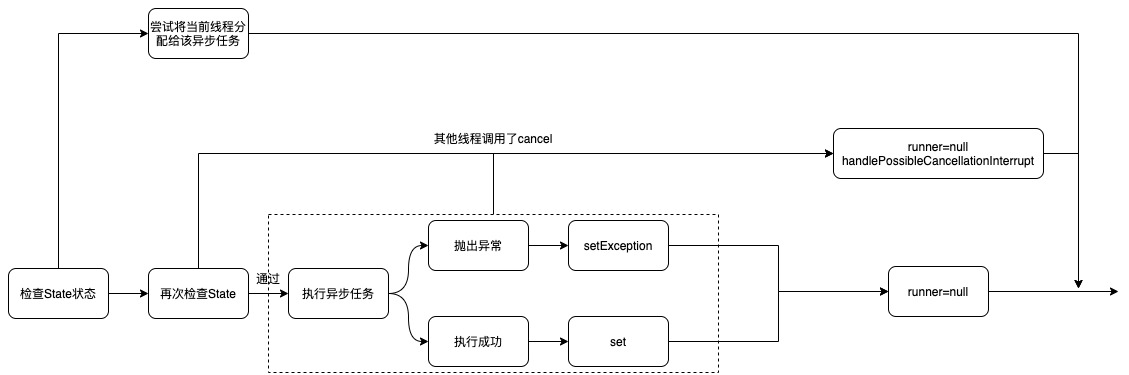 尝试将当前线程分
配给该异步任务
其他线程调用了cancel
runner=null
handlePossibleCancellationInterrupt
抛出异常
setException
检查State状态
再次检查State
通过
执行异步任务
runner=null
执行成功
set